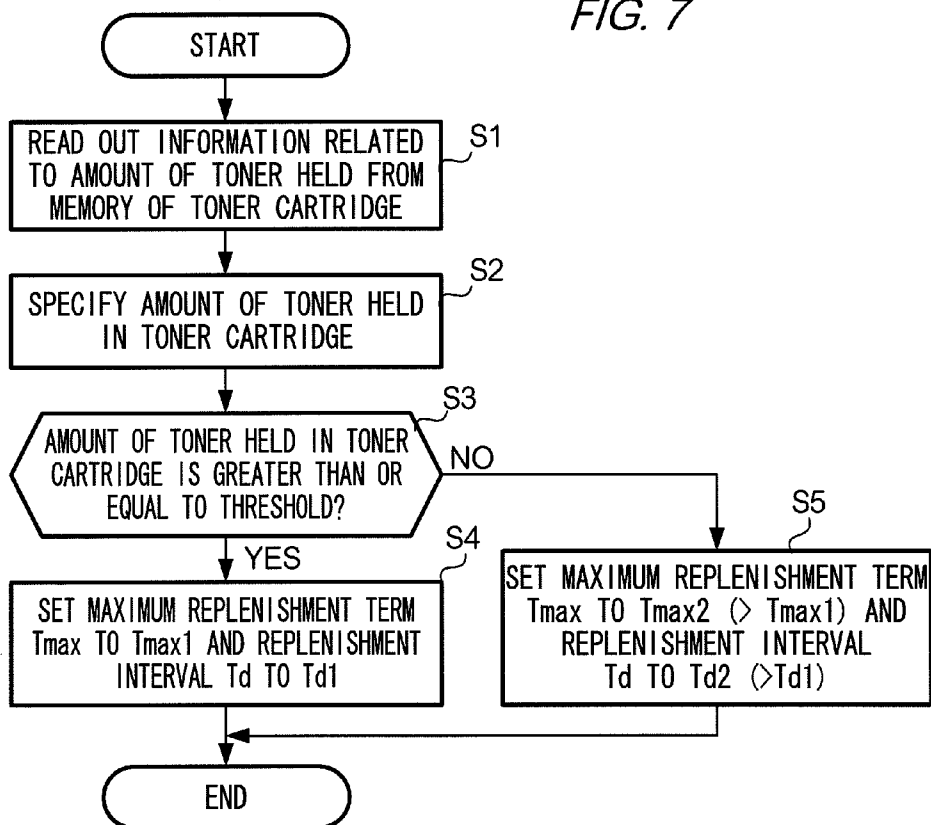 FIG. 7
START
S1
READ OUT INFORMATION RELATED
TO AMOUNT OF TONER HELD FROM
MEMORY OF TONER CARTRIDGE
S2
SPECIFY AMOUNT OF TONER HELD
IN TONER CARTRIDGE
S3
AMOUNT OF TONER HELD IN TONER
CARTRIDGE IS GREATER THAN OR
EQUAL TO THRESHOLD?
NO
YES
S4
SET MAXIMUM REPLENISHMENT TERM
Tmax TO Tmax1 AND REPLENISHMENT
INTERVAL Td TO Td1
S5
SET MAXIMUM REPLENISHMENT TERM
Tmax TO Tmax2 (> Tmax1) AND
REPLENISHMENT INTERVAL
Td TO Td2 (>Td1)
END